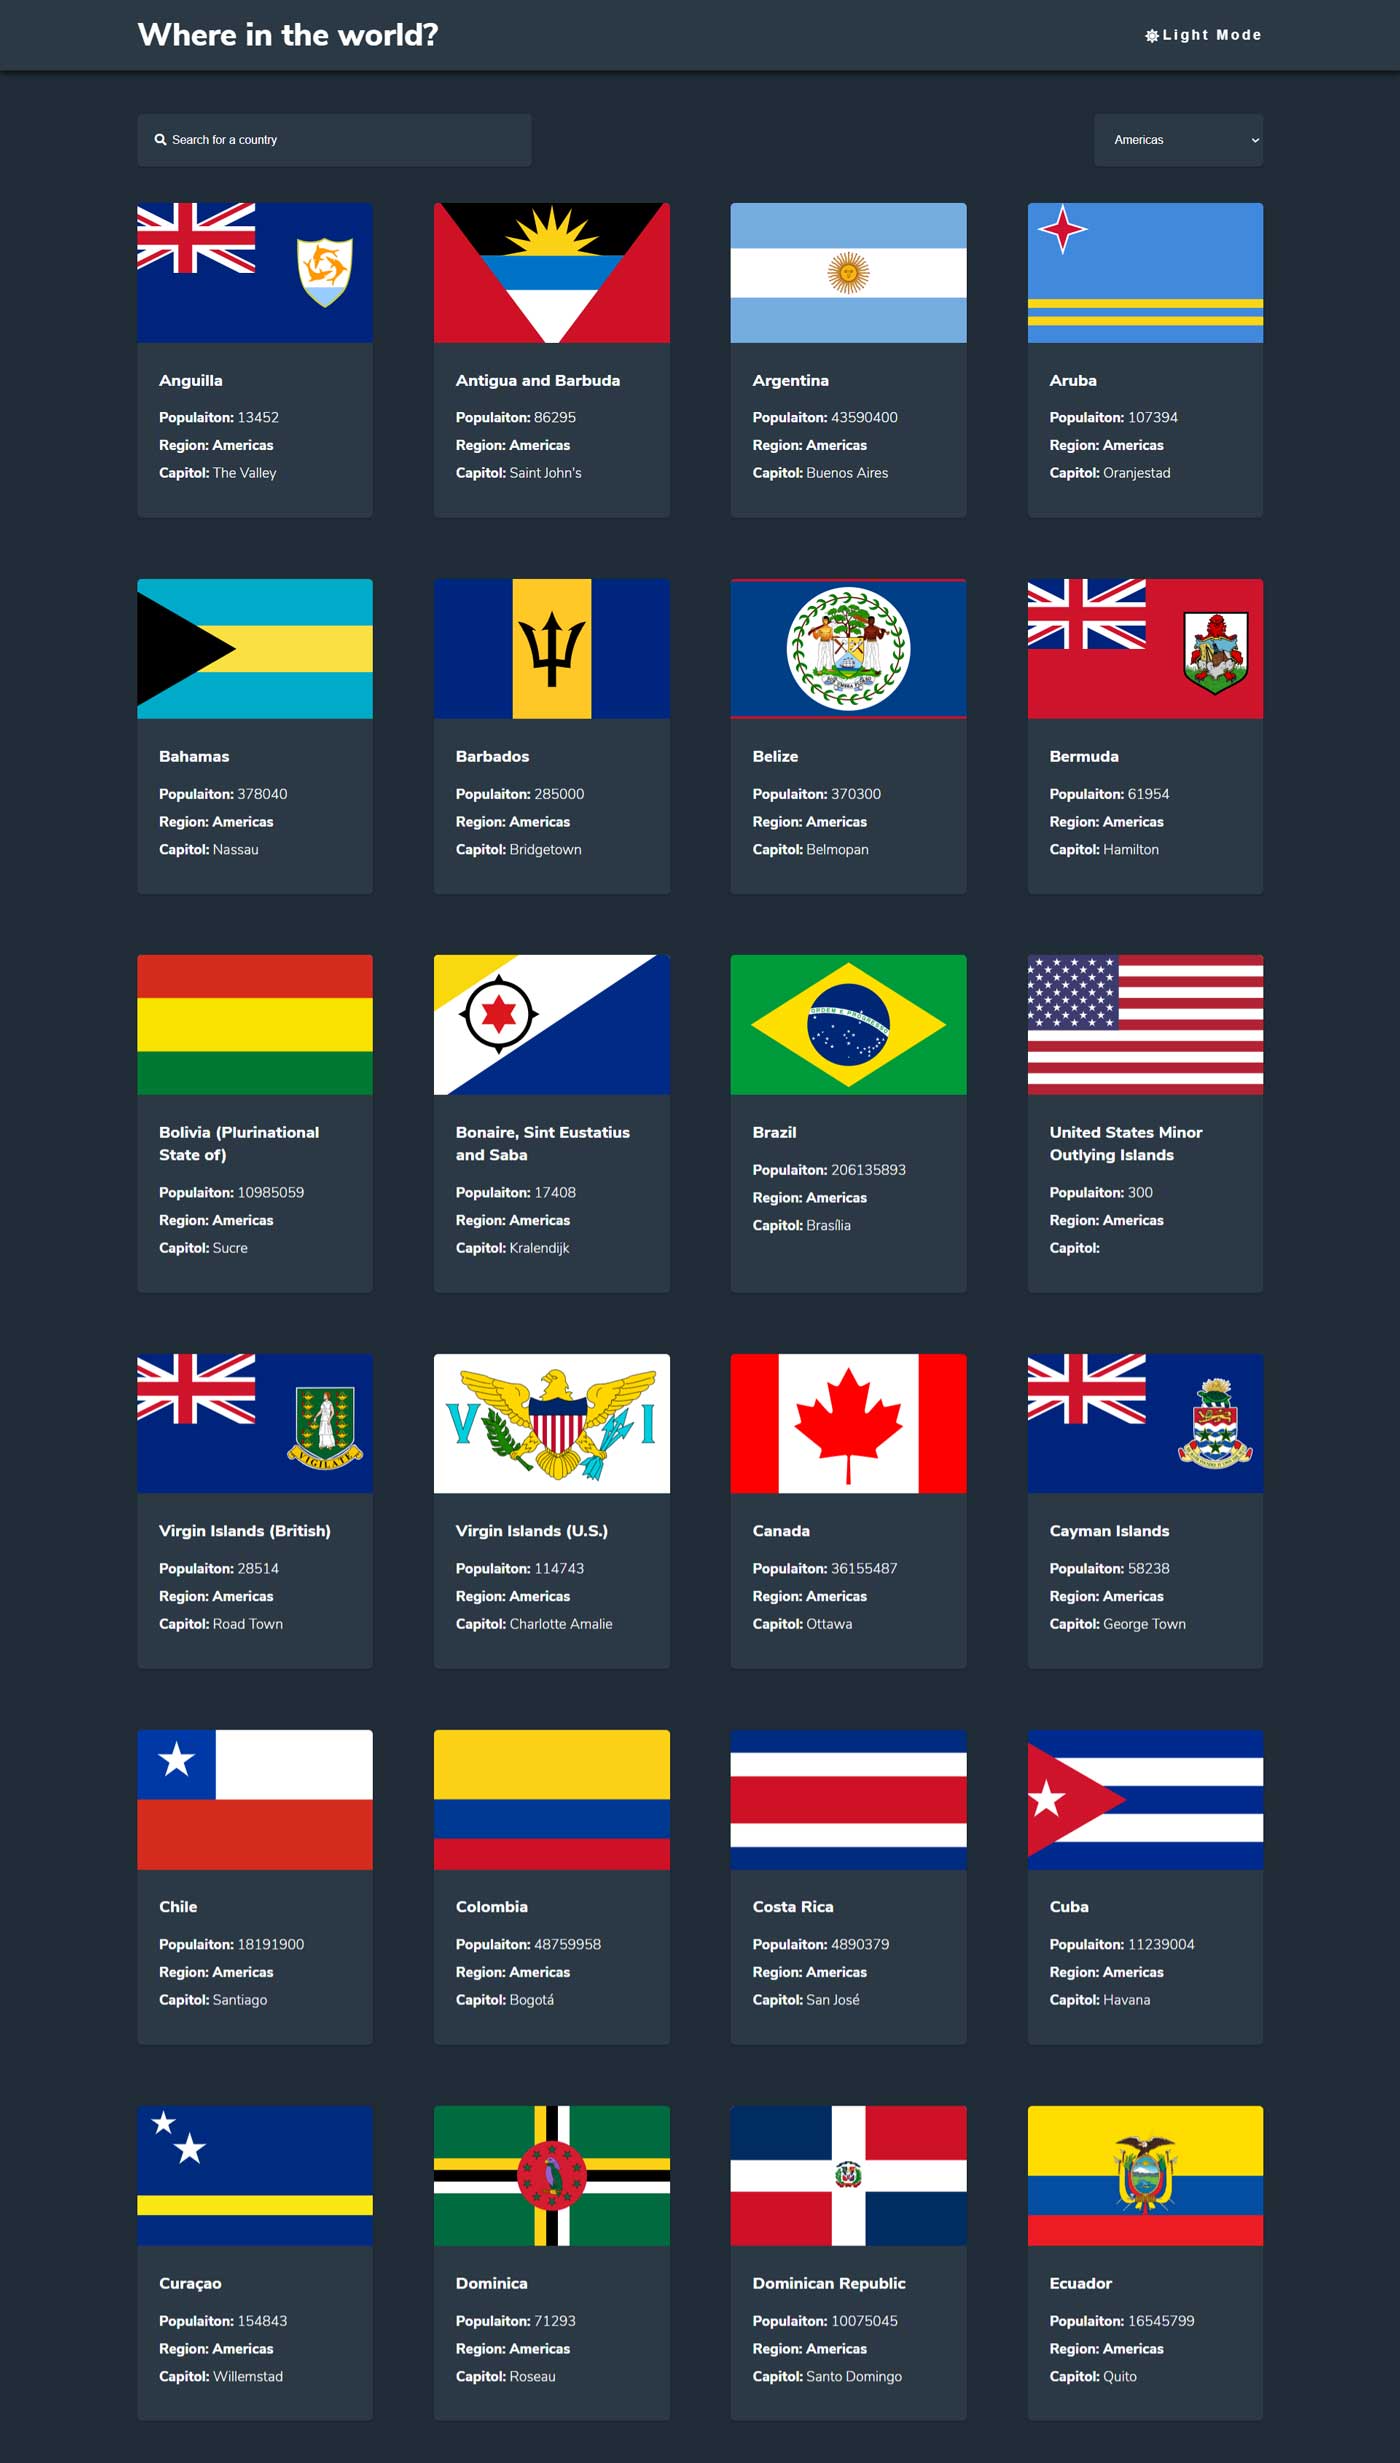 Where in the world?
Light Mode
Search for a country
Americas
Anguilla
Populaiton: 13452
Region: Americas
Capitol: The Valley
Antigua and Barbuda
Populaiton: 86295
Region: Americas
Capitol: Saint John's
Argentina
Populaiton: 43590400
Region: Americas
Capitol: Buenos Aires
Aruba
Populaiton: 107394
Region: Americas
Capitol: Oranjestad
Bahamas
Populaiton: 378040
Region: Americas
Capitol: Nassau
Barbados
Populaiton: 285000
Region: Americas
Capitol: Bridgetown
Belize
Populaiton: 370300
Region: Americas
Capitol: Belmopan
Bermuda
Populaiton: 61954
Region: Americas
Capitol: Hamilton
Bolivia (Plurinational
State of)
Populaiton: 10985059
Region: Americas
Capitol: Sucre
Bonaire, Sint Eustatius
and Saba
Populaiton: 17408
Region: Americas
Capitol: Kralendijk
ORDEM E PROGRESSO
Brazil
Populaiton: 206135893
Region: Americas
Capitol: Brasília
United States Minor
Outlying Islands
Populaiton: 300
Region: Americas
Capitol:
VIGILATE
Virgin Islands (British)
Populaiton: 28514
Region: Americas
Capitol: Road Town
V I
Virgin Islands (U.S.)
Populaiton: 114743
Region: Americas
Capitol: Charlotte Amalie
Canada
Populaiton: 36155487
Region: Americas
Capitol: Ottawa
Cayman Islands
Populaiton: 58238
Region: Americas
Capitol: George Town
Chile
Populaiton: 18191900
Region: Americas
Capitol: Santiago
Colombia
Populaiton: 48759958
Region: Americas
Capitol: Bogotá
Costa Rica
Populaiton: 4890379
Region: Americas
Capitol: San José
Cuba
Populaiton: 11239004
Region: Americas
Capitol: Havana
Curaçao
Populaiton: 154843
Region: Americas
Capitol: Willemstad
Dominica
Populaiton: 71293
Region: Americas
Capitol: Roseau
Dominican Republic
Populaiton: 10075045
Region: Americas
Capitol: Santo Domingo
Ecuador
Populaiton: 16545799
Region: Americas
Capitol: Quito